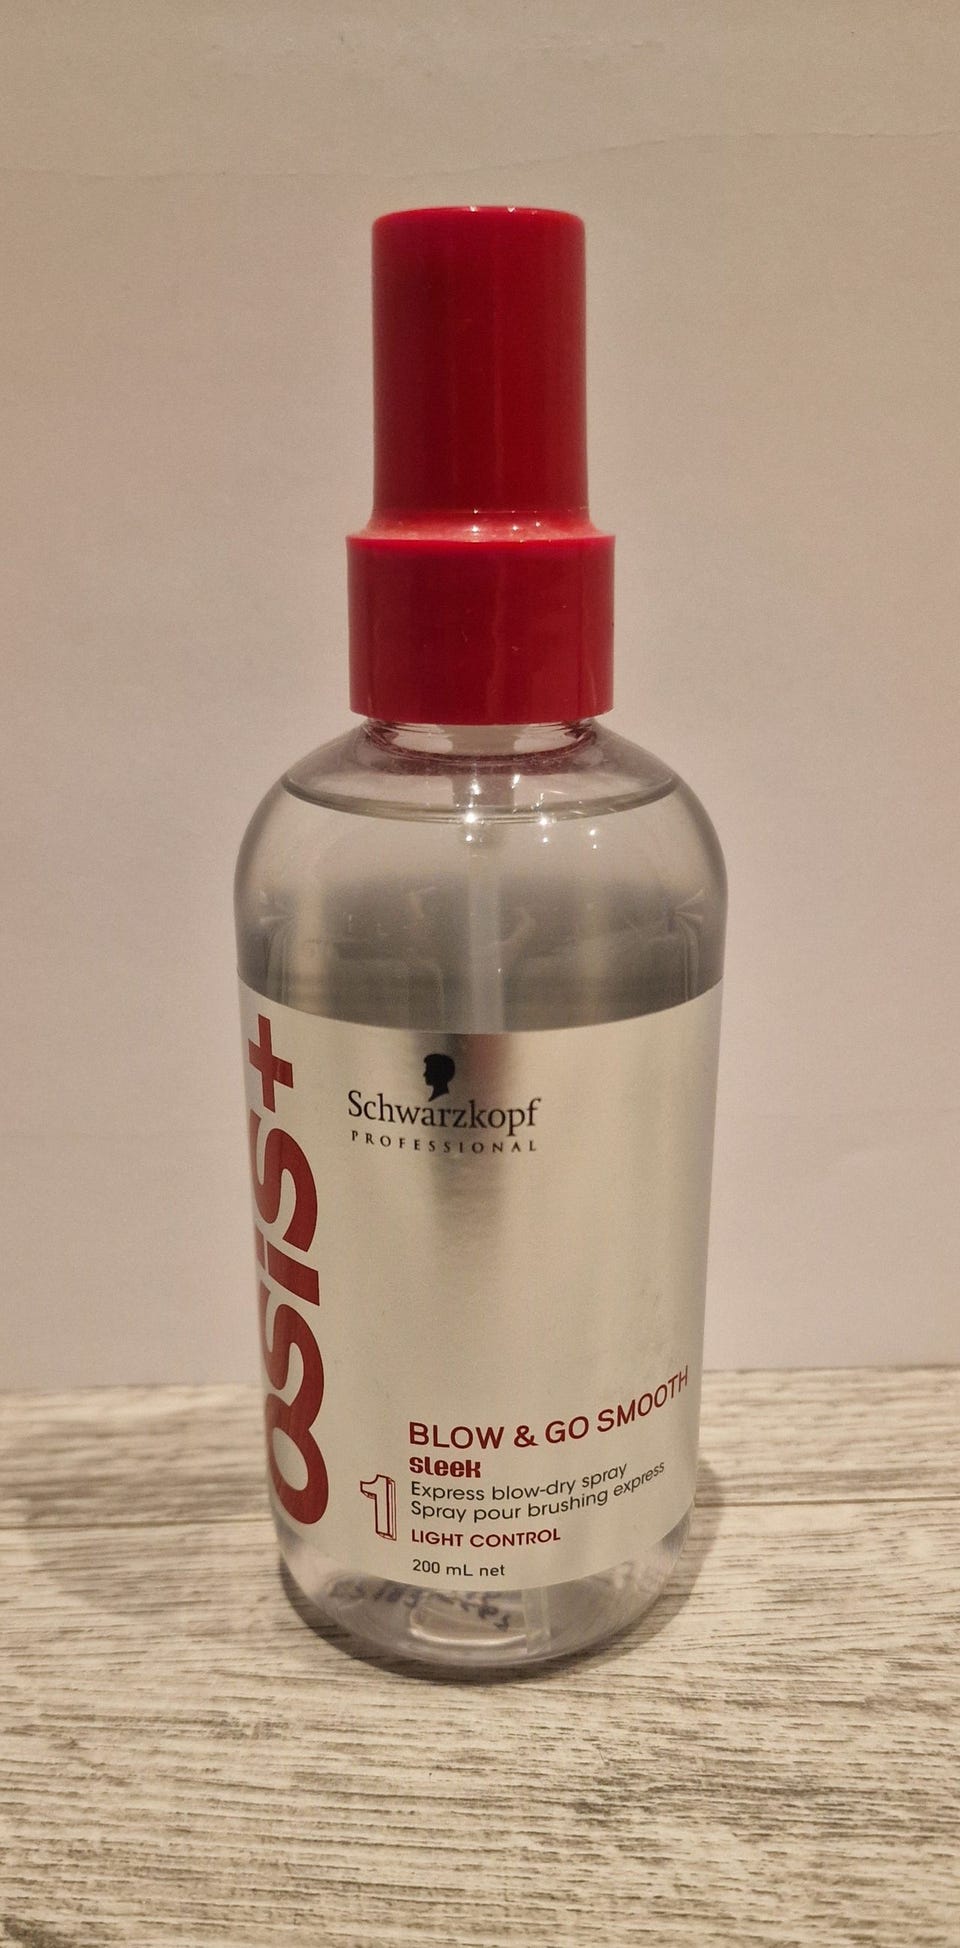 OSiS+
Schwarzkopf
PROFESSIONAL
BLOW & GO SMOOTH
sleek
Express blow-dry spray
Spray pour brushing express
1
LIGHT CONTROL
200 mL net